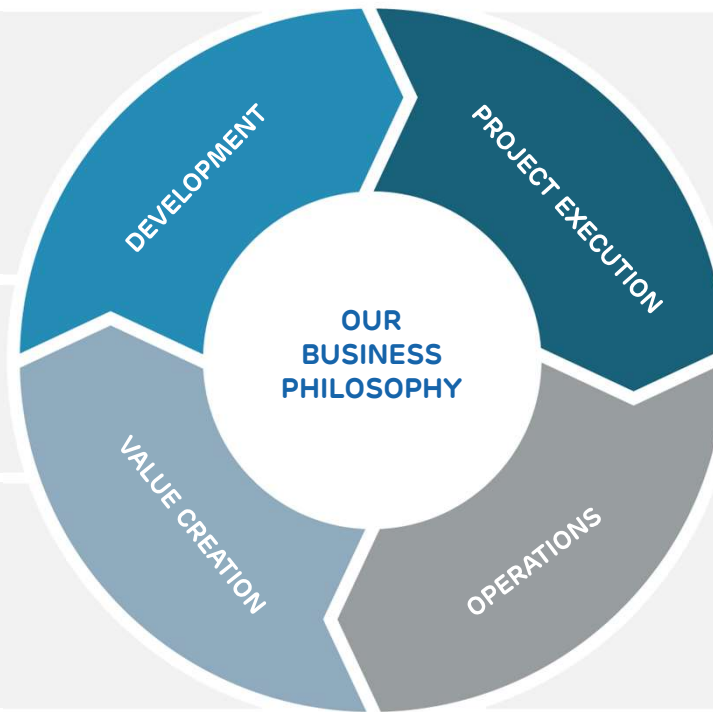 DEVELOPMENT
PROJECT EXECUTION
OUR
BUSINESS
PHILOSOPHY
VALUE CREATION
OPERATIONS